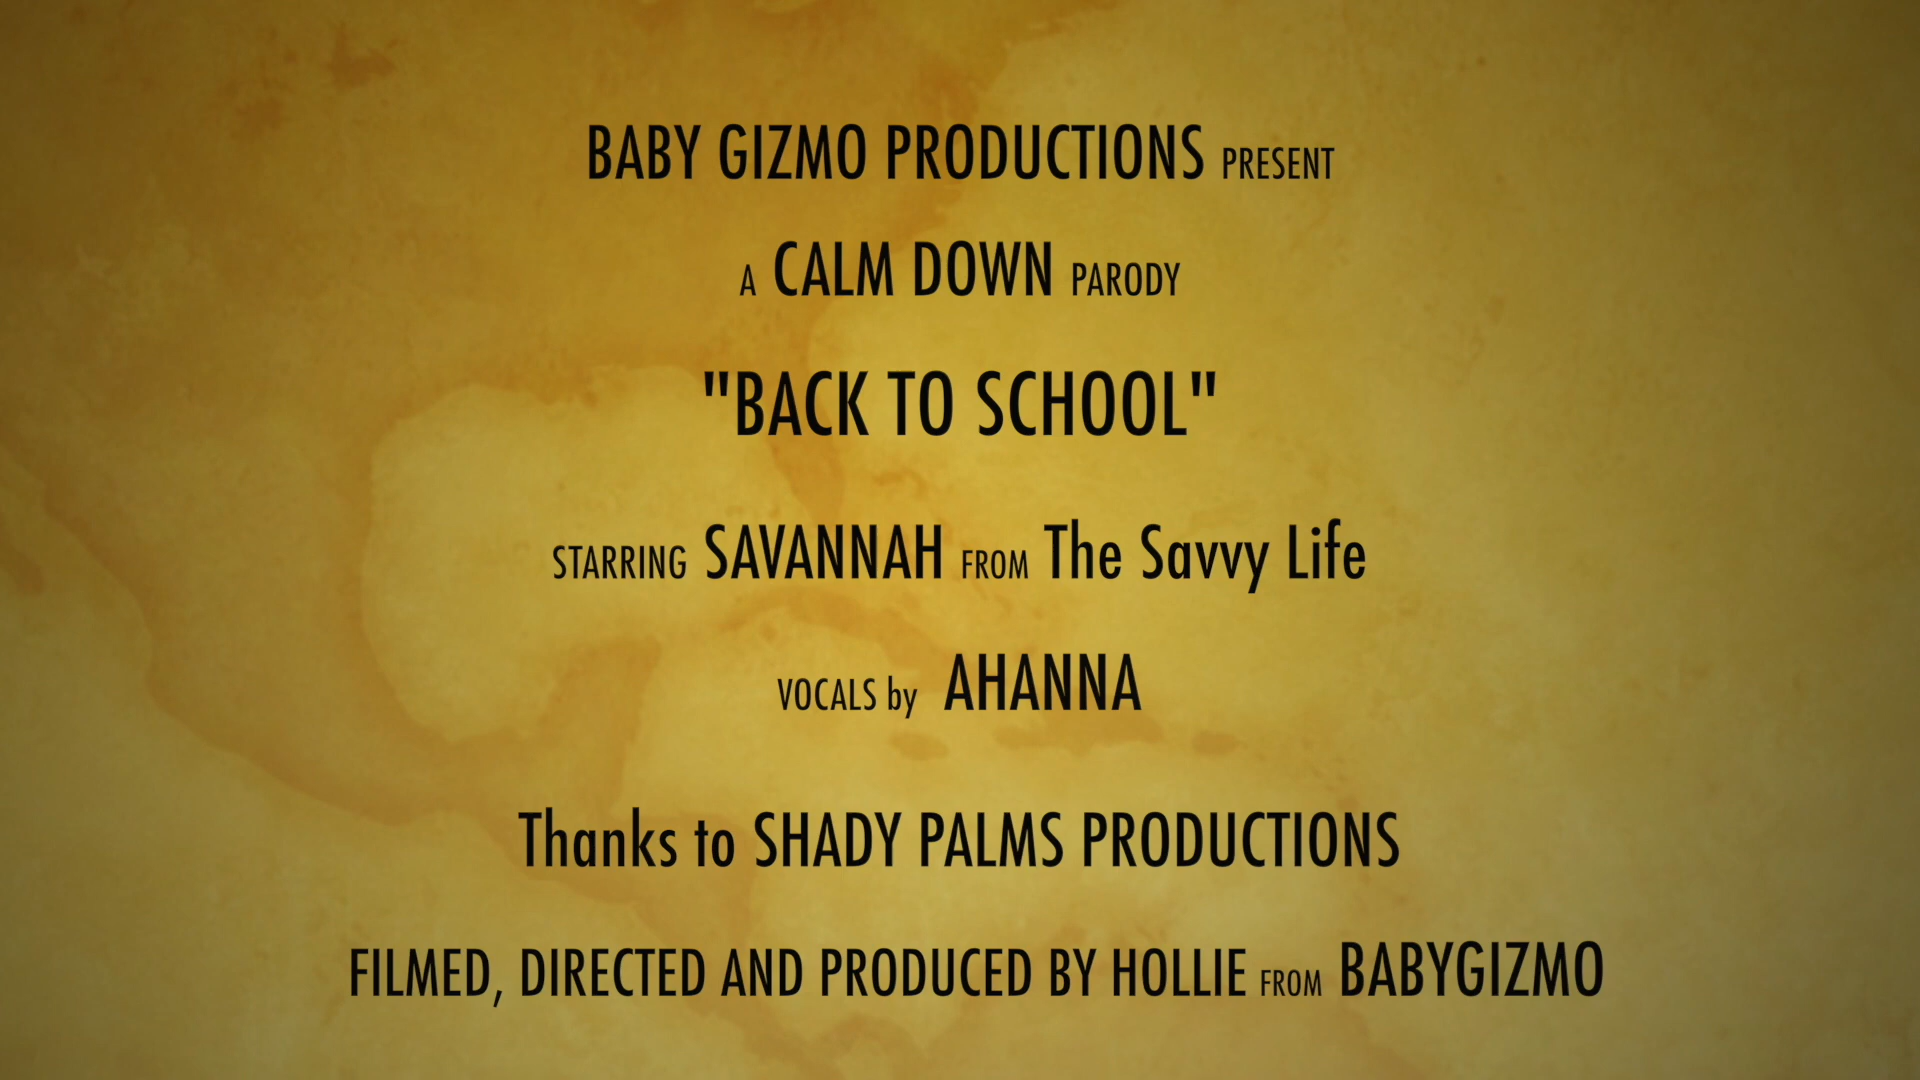 BABY GIZMO PRODUCTIONS PRESENT
A CALM DOWN PARODY
"BACK TO SCHOOL"
STARRING SAVANNAH FROM The Savvy Life
VOCALS by AHANNA
Thanks to SHADY PALMS PRODUCTIONS
FILMED, DIRECTED AND PRODUCED BY HOLLIE FROM BABYGIZMO